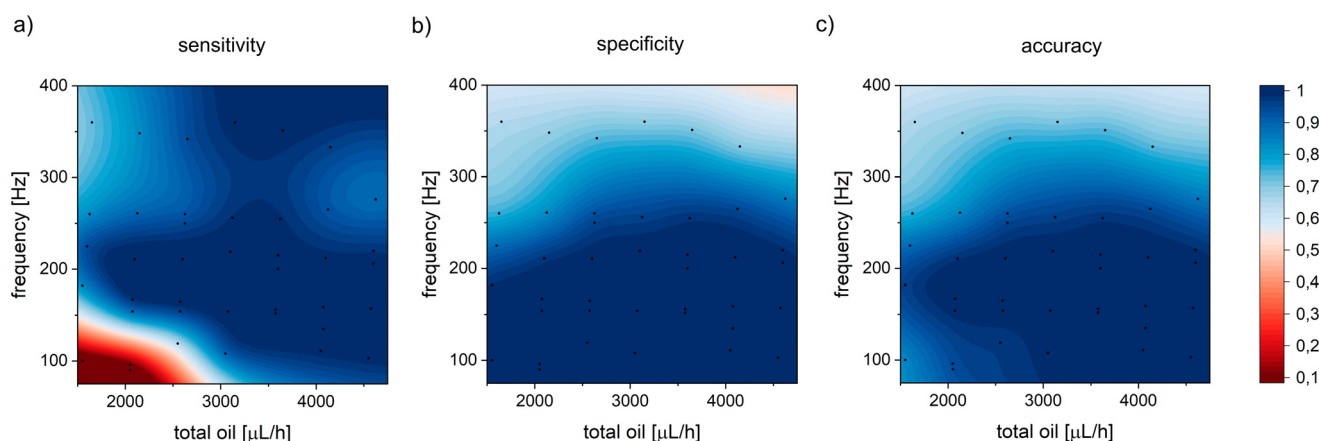 a)
sensitivity
400
300
200
100
frequency [Hz]
2000
3000
4000
total oil [µL/h]
b)
specificity
400
300
200
100
frequency [Hz]
2000
3000
4000
total oil [µL/h]
c)
accuracy
400
300
200
100
frequency [Hz]
2000
3000
4000
total oil [µL/h]
1
0,9
0,8
0,7
0,6
0,5
0,4
0,3
0,2
0,1